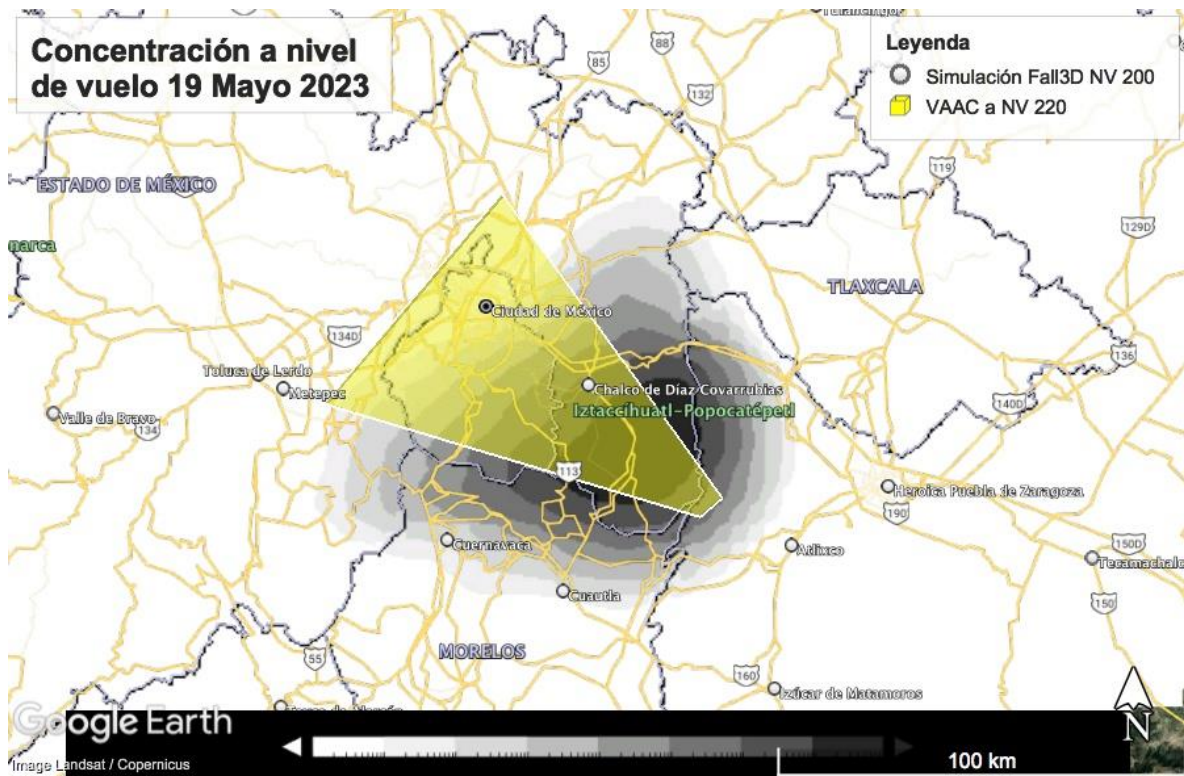 Concentración a nivel
de vuelo 19 Mayo 2023
Leyenda
Simulación Fall3D NV 200
VAAC a NV 220
88
85
132
119
ESTADO DE MÉXICO
129D
narca
TLAXCALA
Ciudad de México
134D
136
Toluca de Lerdo
Metepec
Chalco de Díaz Covarrubias
Iztaccíhuatl-Popocatépetl
140D
Valle de Bravo
134
113
Heroica Puebla de Zaragoza
190
Cuernavaca
Atlixco
150D
Tecamachalc
Cuautla
150
MORELOS
55
160
Izúcar de Matamoros
Google Earth
Image Landsat / Copernicus
100 km
N